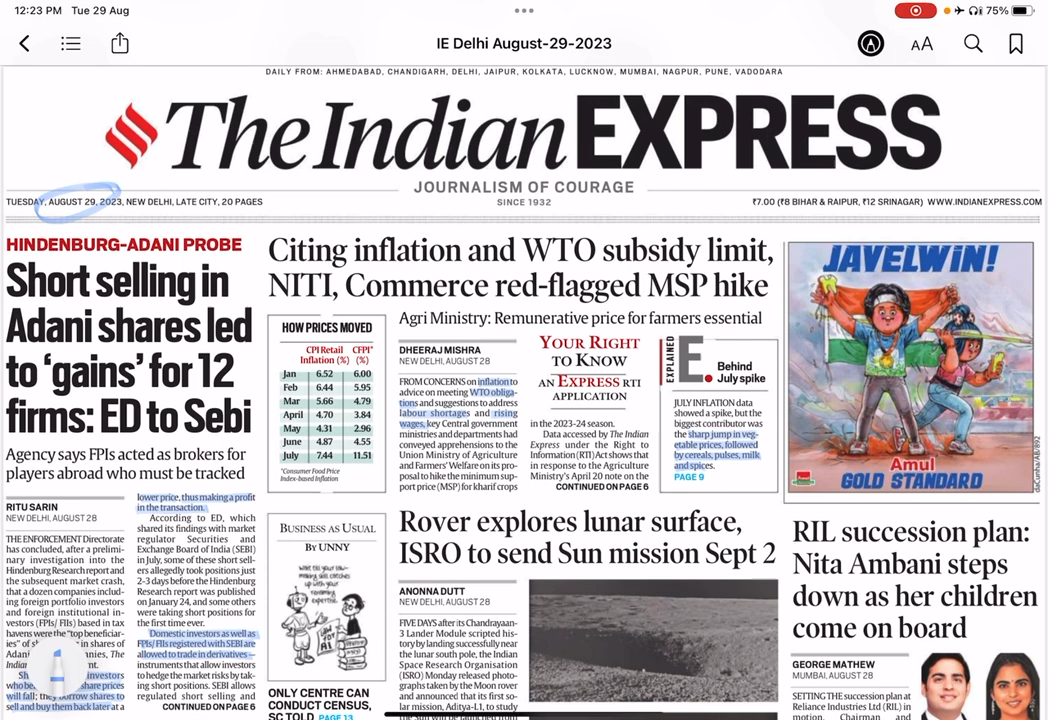 12:23 PM Tue 29 Aug
75%
IE Delhi August-29-2023
AA
DAILY FROM: AHMEDABAD, CHANDIGARH, DELHI, JAIPUR, KOLKATA, LUCKNOW, MUMBAI, NAGPUR, PUNE, VADODARA
The Indian EXPRESS
JOURNALISM OF COURAGE
SINCE 1932
TUESDAY, AUGUST 29, 2023, NEW DELHI, LATE CITY, 20 PAGES
₹7.00 (₹8 BIHAR & RAIPUR, ₹12 SRINAGAR) WWW.INDIANEXPRESS.COM
HINDENBURG-ADANI PROBE
Short selling in
Adani shares led
to ‘gains’ for 12
firms: ED to Sebi
Agency says FPIs acted as brokers for
players abroad who must be tracked
RITU SARIN
NEW DELHI, AUGUST 28
THE ENFORCEMENT Directorate
has concluded, after a prelimi-
nary investigation into the
Hindenburg Research report and
the subsequent market crash,
that a dozen companies includ-
ing foreign portfolio investors
and foreign institutional in-
vestors (FPIs/ FIIs) based in tax
havens were the “top beneficiar-
ies” of in shares of
Adani The
Indian
investors
share prices
will fall; they borrow shares to
sell and buy them back later at a
lower price, thus making a profit
in the transaction.
According to ED, which
shared its findings with market
regulator Securities and
Exchange Board of India (SEBI)
in July, some of these short sell-
ers allegedly took positions just
2-3 days before the Hindenburg
Research report was published
on January 24, and some others
were taking short positions for
the first time ever.
Domestic investors as well as
FPIs/ FIIs registered with SEBI are
allowed to trade in derivatives —
instruments that allow investors
to hedge the market risks by tak-
ing short positions. SEBI allows
regulated short selling and
CONTINUED ON PAGE 6
Citing inflation and WTO subsidy limit,
NITI, Commerce red-flagged MSP hike
HOW PRICES MOVED
CPI Retail CFPI*
Inflation (%) (%)
Jan 6.52 6.00
Feb 6.44 5.95
Mar 5.66 4.79
April 4.70 3.84
May 4.31 2.96
June 4.87 4.55
July 7.44 11.51
*Consumer Food Price
Index-based Inflation
Agri Ministry: Remunerative price for farmers essential
DHEERAJ MISHRA
NEW DELHI, AUGUST 28
FROM CONCERNS on inflation to
advice on meeting WTO obliga-
tions and suggestions to address
labour shortages and rising
wages, key Central government
ministries and departments had
conveyed apprehensions to the
Union Ministry of Agriculture
and Farmers’ Welfare on its pro-
posal to hike the minimum sup-
port price (MSP) for kharif crops
YOUR RIGHT
TO KNOW
AN EXPRESS RTI
APPLICATION
in the 2023-24 season.
Data accessed by The Indian
Express under the Right to
Information (RTI) Act shows that
in response to the Agriculture
Ministry’s April 20 note on the
CONTINUED ON PAGE 6
EXPLAINED
E.
Behind
July spike
JULY INFLATION data
showed a spike, but the
biggest contributor was
the sharp jump in veg-
etable prices, followed
by cereals, pulses, milk
and spices.
PAGE 9
JAVELWIN!
Amul
GOLD STANDARD
daCunha/AB/892
BUSINESS AS USUAL
BY UNNY
ONLY CENTRE CAN
CONDUCT CENSUS,
SC TOLD PAGE 13
Rover explores lunar surface,
ISRO to send Sun mission Sept 2
ANONNA DUTT
NEW DELHI, AUGUST 28
FIVE DAYS after its Chandrayaan-
3 Lander Module scripted his-
tory by landing successfully near
the lunar south pole, the Indian
Space Research Organisation
(ISRO) Monday released photo-
graphs taken by the Moon rover
and announced that its first so-
lar mission, Aditya-L1, to study
RIL succession plan:
Nita Ambani steps
down as her children
come on board
GEORGE MATHEW
MUMBAI, AUGUST 28
SETTING THE succession plan at
Reliance Industries Ltd (RIL) in
motion, Chairman